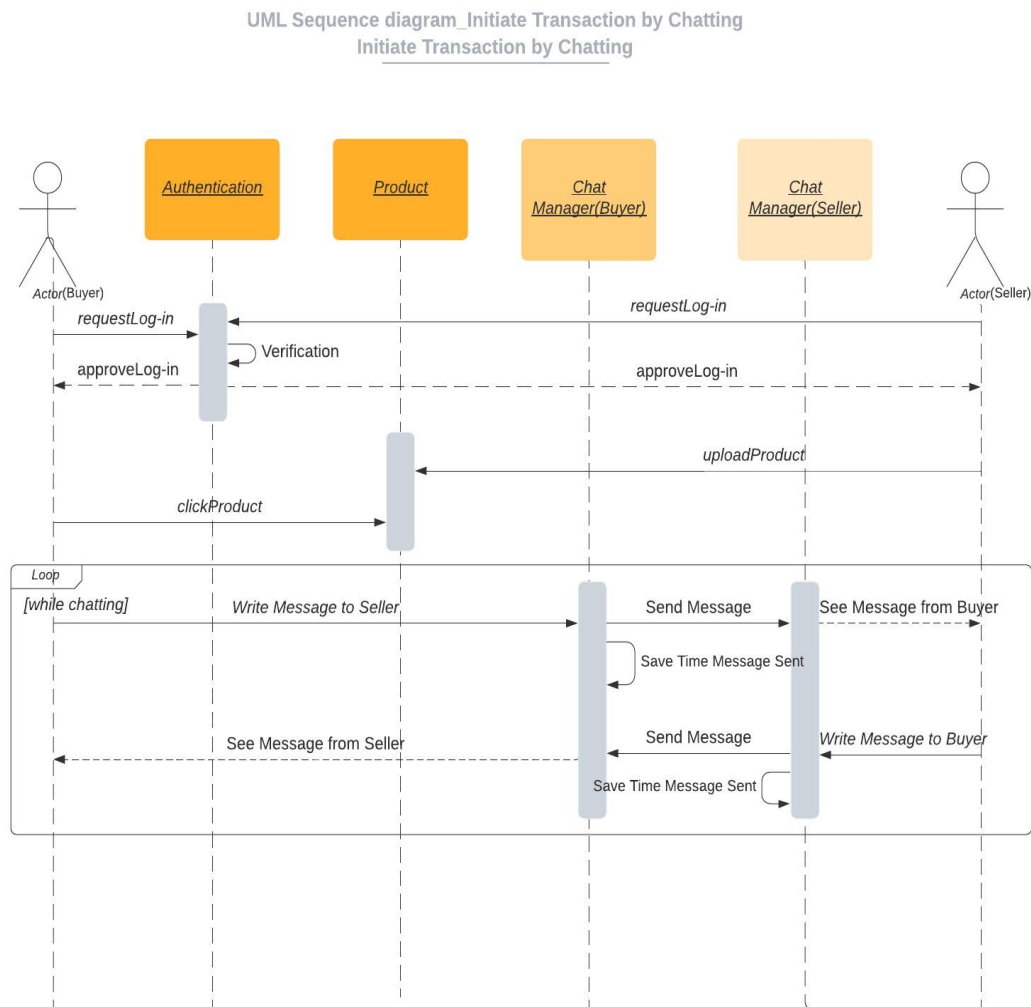 UML Sequence diagram_Initiate Transaction by Chatting
Initiate Transaction by Chatting
Authentication
Product
Chat
Manager(Buyer)
Chat
Manager(Seller)
Actor(Buyer)
Actor(Seller)
requestLog-in
requestLog-in
Verification
approveLog-in
approveLog-in
uploadProduct
clickProduct
Loop
[while chatting]
Write Message to Seller
Send Message
See Message from Buyer
Save Time Message Sent
See Message from Seller
Send Message
Write Message to Buyer
Save Time Message Sent